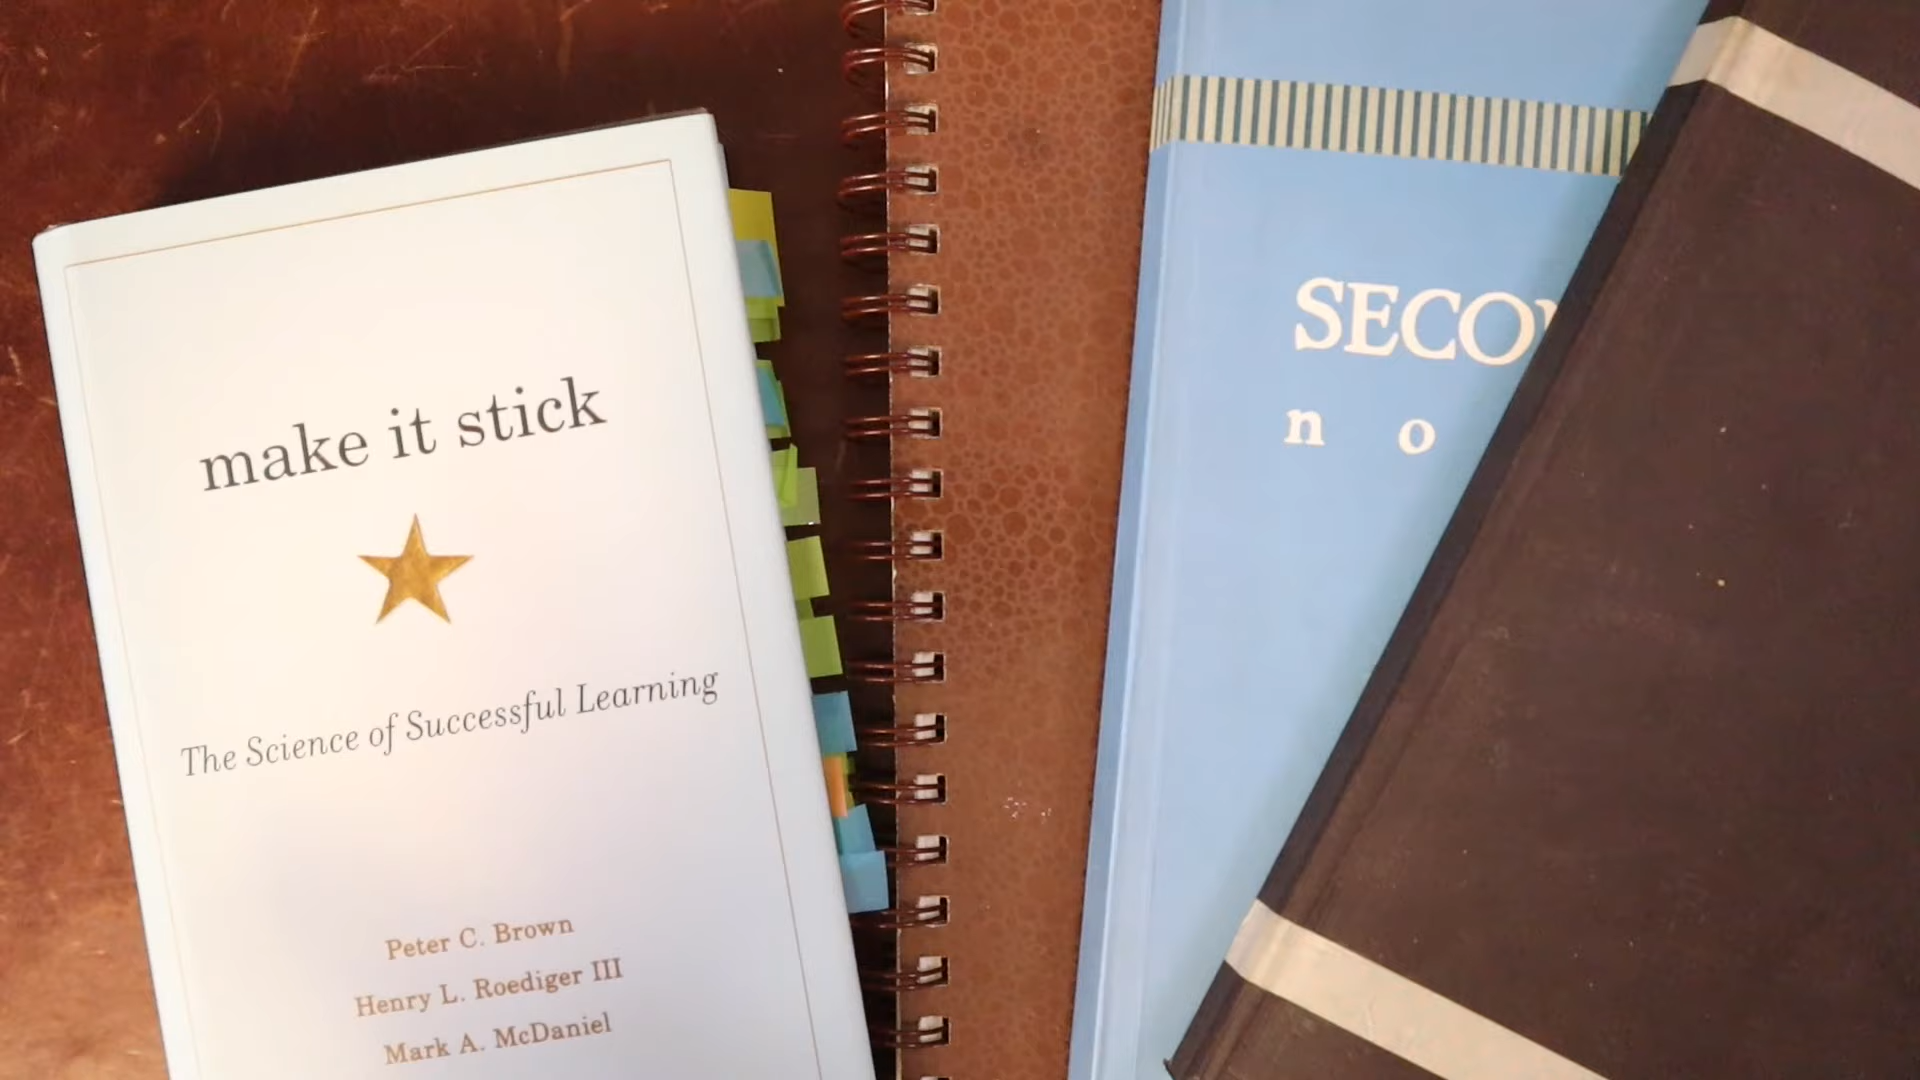 make it stick
The Science of Successful Learning
Peter C. Brown
Henry L. Roediger III
Mark A. McDaniel
SECO
n o